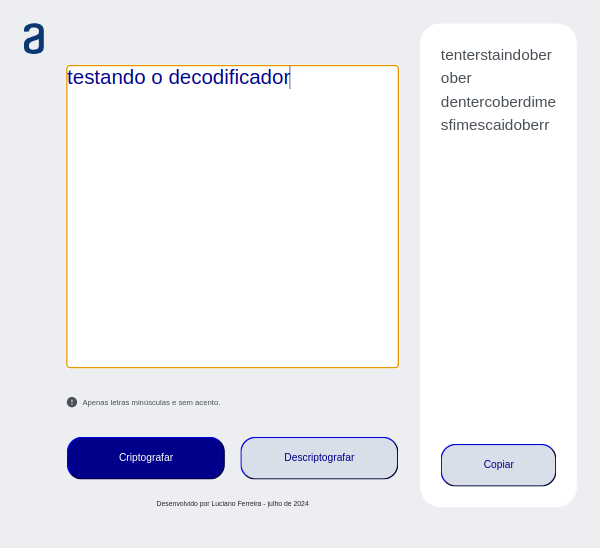 a
testando o decodificador
Apenas letras minúsculas e sem acento.
Criptografar
Descriptografar
Desenvolvido por Luciano Ferreira - julho de 2024
tenterstaindober
ober
dentercoberdime
sfimescaidoberr
Copiar